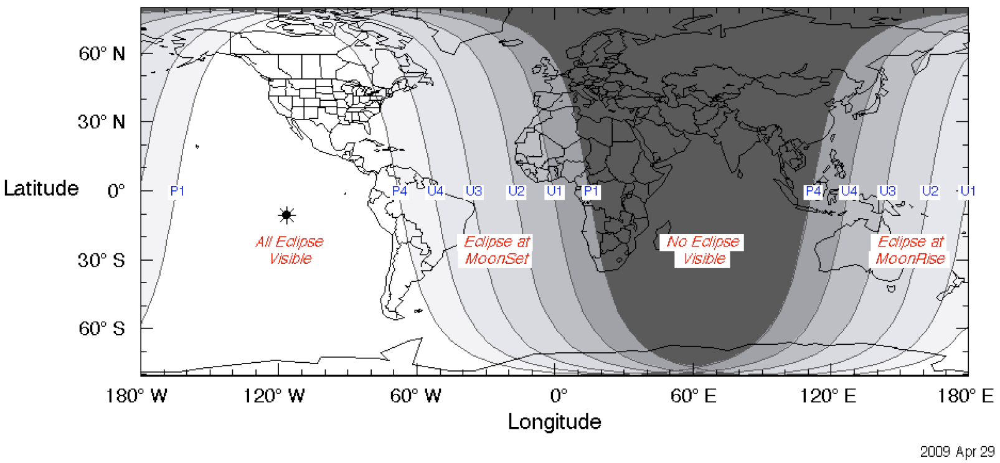 60° N
30° N
Latitude 0° P1 P4 U4 U3 U2 U1 P1 P4 U4 U3 U2 U1
All Eclipse Eclipse at No Eclipse Eclipse at
Visible MoonSet Visible MoonRise
30° S
60° S
180° W 120° W 60° W 0° 60° E 120° E 180° E
Longitude
2009 Apr 29